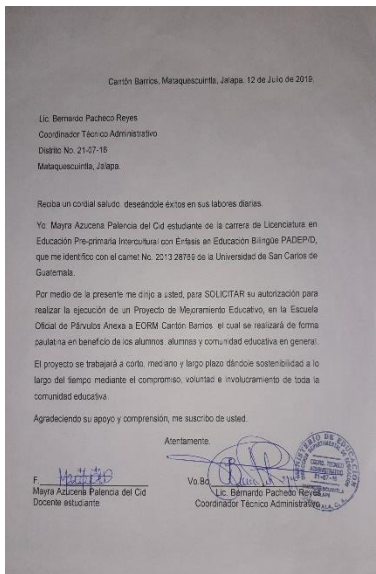 Cantón Barrios, Mataquescuintla, Jalapa, 12 de Julio de 2019.
Lic. Bernardo Pacheco Reyes
Coordinador Técnico Administrativo
Distrito No. 21-07-16
Mataquescuintla, Jalapa.
Reciba un cordial saludo deseándole éxitos en sus labores diarias.
Yo Mayra Azucena Palencia del Cid estudiante de la carrera de Licenciatura en
Educación Pre-primaria Intercultural con Énfasis en Educación Bilingüe PADEP/D,
que me identifico con el carnet No. 201328766 de la Universidad de San Carlos de
Guatemala.
Por medio de la presente me dirijo a usted, para SOLICITAR su autorización para
realizar la ejecución de un Proyecto de Mejoramiento Educativo, en la Escuela
Oficial de Párvulos Anexa a EORM Cantón Barrios, el cual se realizará de forma
paulatina en beneficio de los alumnos, alumnas y comunidad educativa en general.
El proyecto se trabajará a corto, mediano y largo plazo dándole sostenibilidad a lo
largo del tiempo mediante el compromiso, voluntad e involucramiento de toda la
comunidad educativa.
Agradeciendo su apoyo y comprensión, me suscribo de usted.
Atentamente,
F.
Mayra Azucena Palencia del Cid
Docente estudiante
Vo.Bo.
Lic. Bernardo Pacheco Reyes
Coordinador Técnico Administrativo
MINISTERIO DE EDUCACIÓN
21-07-16